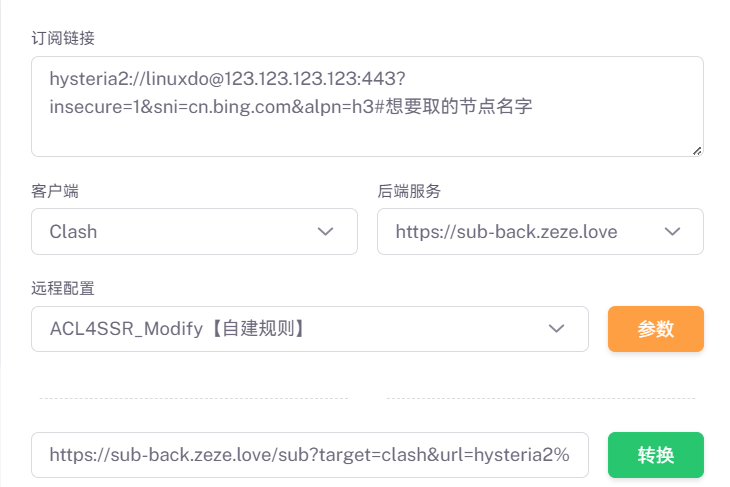 订阅链接
hysteria2://linuxdo@123.123.123.123:443?
insecure=1&sni=cn.bing.com&alpn=h3#想要取的节点名字
客户端
后端服务
Clash
https://sub-back.zeze.love
远程配置
ACL4SSR_Modify【自建规则】
参数
https://sub-back.zeze.love/sub?target=clash&url=hysteria2%
转换